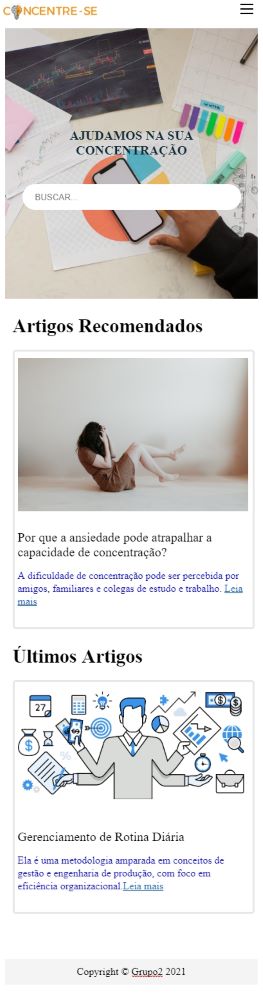 CONCENTRE-SE
AJUDAMOS NA SUA
CONCENTRAÇÃO
BUSCAR...
Artigos Recomendados
Por que a ansiedade pode atrapalhar a
capacidade de concentração?
A dificuldade de concentração pode ser percebida por
amigos, familiares e colegas de estudo e trabalho. Leia
mais
Últimos Artigos
27
Gerenciamento de Rotina Diária
Ela é uma metodologia amparada em conceitos de
gestão e engenharia de produção, com foco em
eficiência organizacional.Leia mais
Copyright © Grupo2 2021